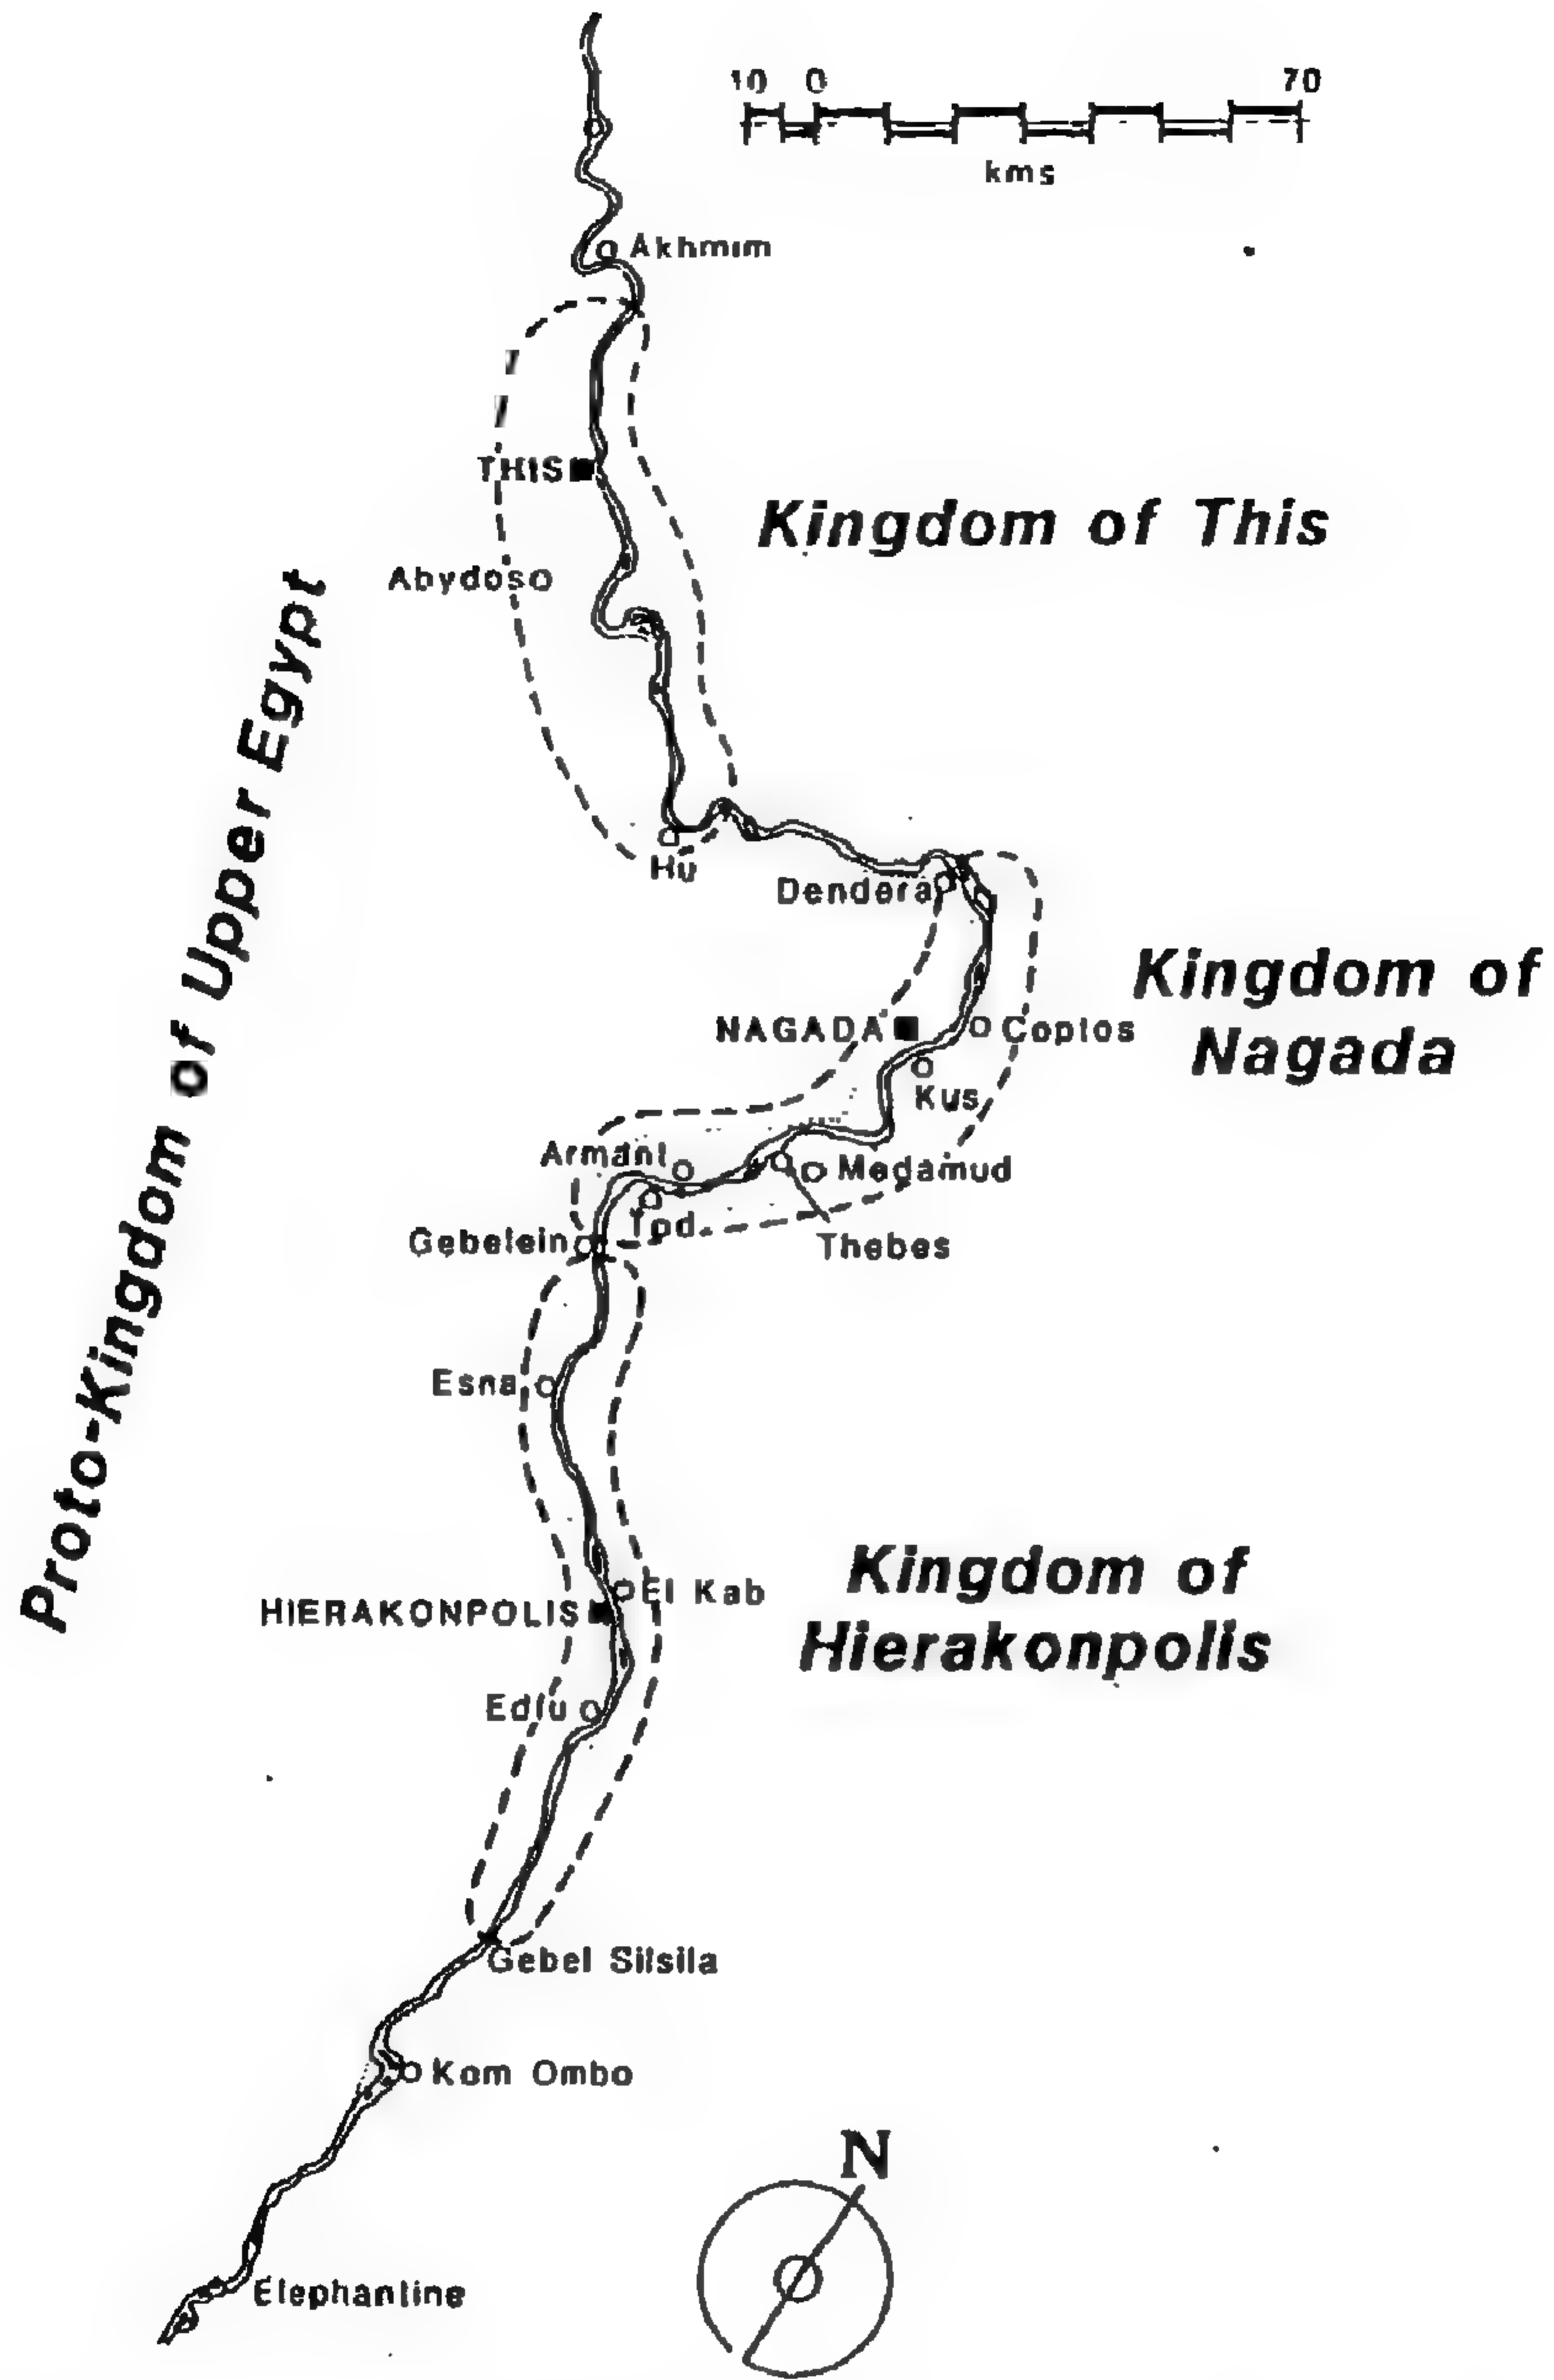 10 0 70
kms
Akhmim
THIS
Kingdom of This
Abydos
Proto-Kingdom of Upper Egypt
Hu
Dendera
Kingdom of
Nagada
NAGADA
Coptos
Kus
Armant
Medamud
Tod
Gebelein
Thebes
Esna
El Kab
HIERAKONPOLIS
Kingdom of
Hierakonpolis
Edfu
Gebel Silsila
Kom Ombo
N
Elephantine